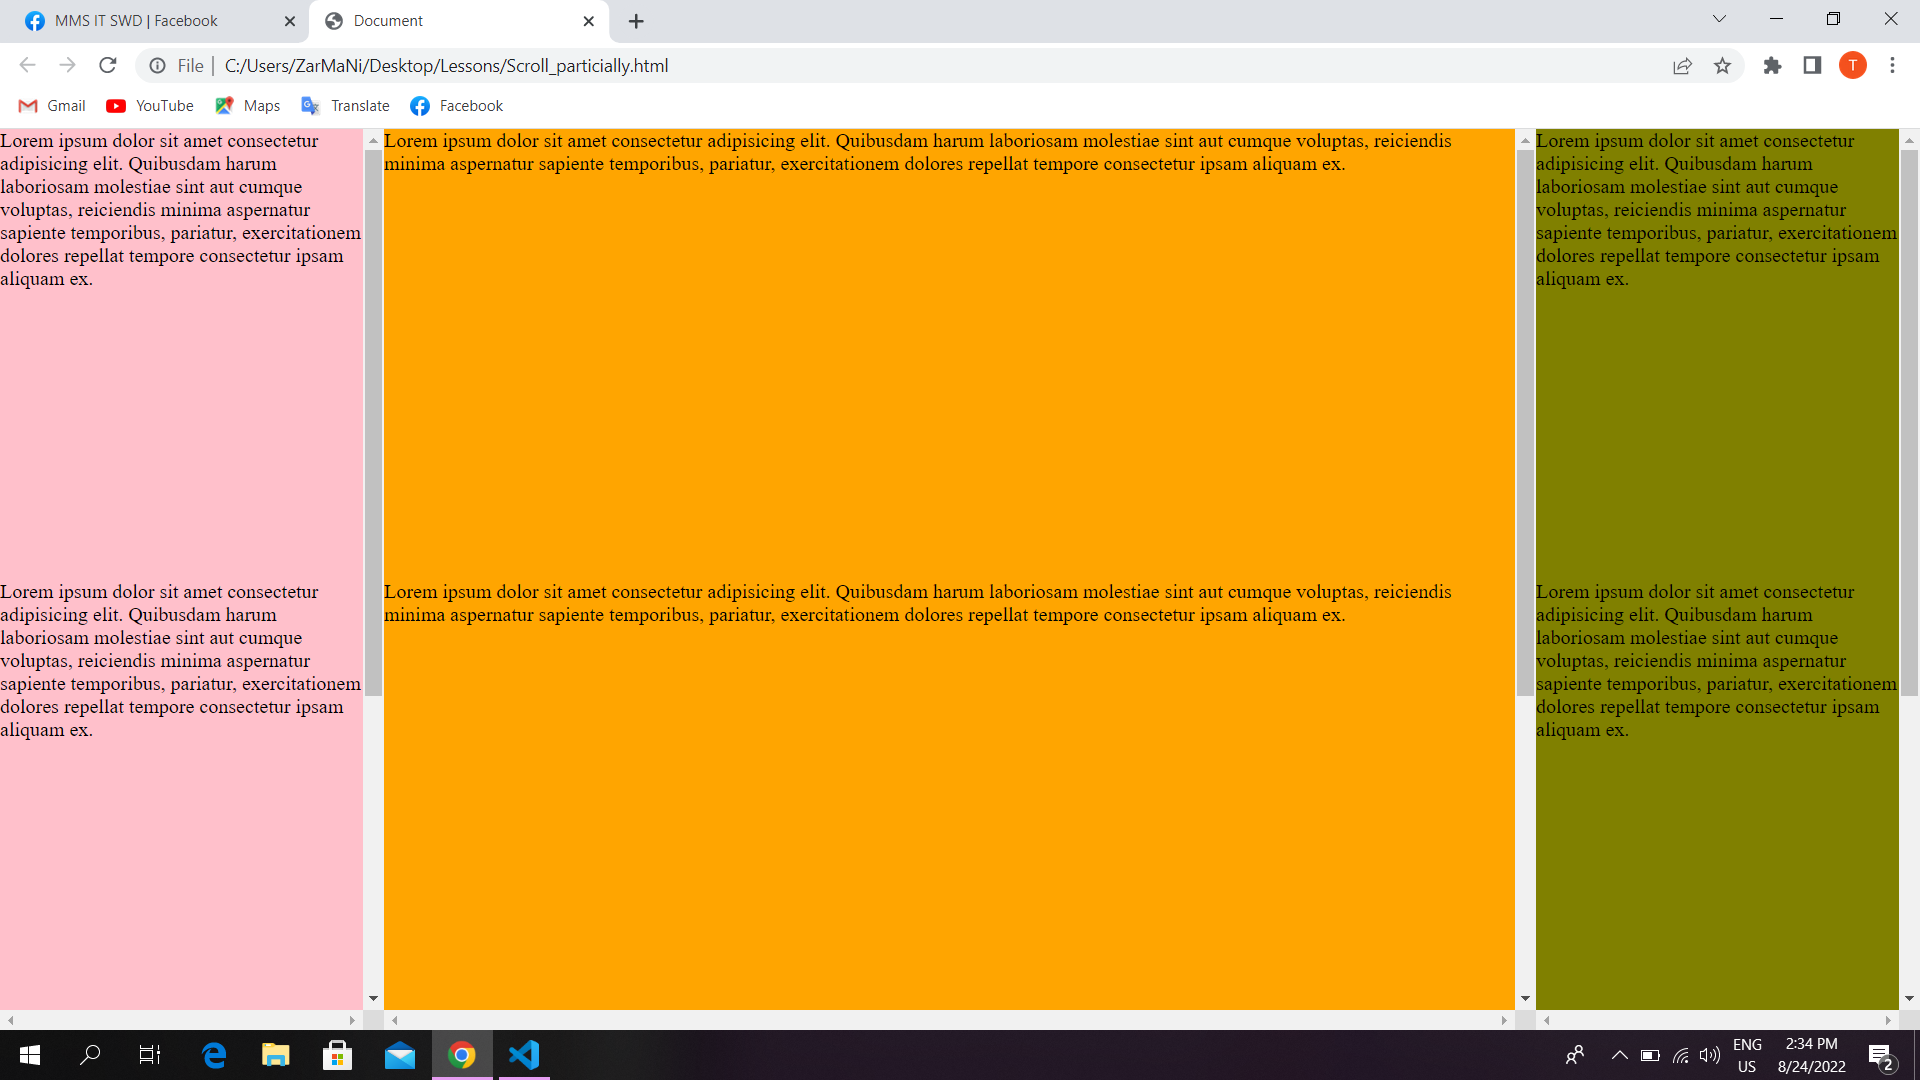 MMS IT SWD | Facebook
Document
File
C:/Users/ZarMaNi/Desktop/Lessons/Scroll_particially.html
T
Gmail
YouTube
Maps
Translate
Facebook
Lorem ipsum dolor sit amet consectetur
adipisicing elit. Quibusdam harum
laboriosam molestiae sint aut cumque
voluptas, reiciendis minima aspernatur
sapiente temporibus, pariatur, exercitationem
dolores repellat tempore consectetur ipsam
aliquam ex.
Lorem ipsum dolor sit amet consectetur
adipisicing elit. Quibusdam harum
laboriosam molestiae sint aut cumque
voluptas, reiciendis minima aspernatur
sapiente temporibus, pariatur, exercitationem
dolores repellat tempore consectetur ipsam
aliquam ex.
Lorem ipsum dolor sit amet consectetur adipisicing elit. Quibusdam harum laboriosam molestiae sint aut cumque voluptas, reiciendis
minima aspernatur sapiente temporibus, pariatur, exercitationem dolores repellat tempore consectetur ipsam aliquam ex.
Lorem ipsum dolor sit amet consectetur adipisicing elit. Quibusdam harum laboriosam molestiae sint aut cumque voluptas, reiciendis
minima aspernatur sapiente temporibus, pariatur, exercitationem dolores repellat tempore consectetur ipsam aliquam ex.
Lorem ipsum dolor sit amet consectetur
adipisicing elit. Quibusdam harum
laboriosam molestiae sint aut cumque
voluptas, reiciendis minima aspernatur
sapiente temporibus, pariatur, exercitationem
dolores repellat tempore consectetur ipsam
aliquam ex.
Lorem ipsum dolor sit amet consectetur
adipisicing elit. Quibusdam harum
laboriosam molestiae sint aut cumque
voluptas, reiciendis minima aspernatur
sapiente temporibus, pariatur, exercitationem
dolores repellat tempore consectetur ipsam
aliquam ex.
ENG
US
2:34 PM
8/24/2022
2